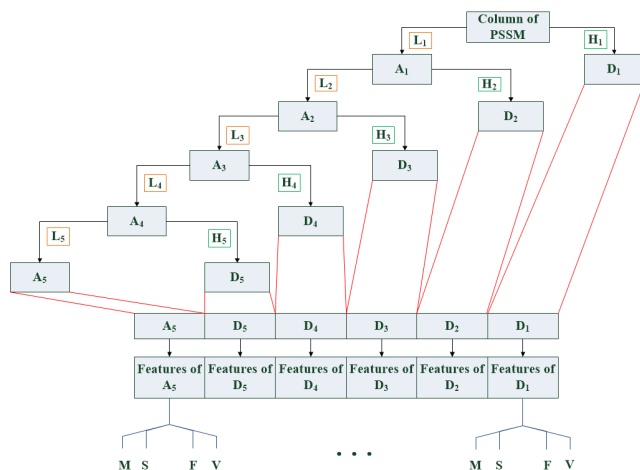 Column of
PSSM
L1
H1
A1
D1
L2
H2
A2
D2
L3
H3
A3
D3
L4
H4
A4
D4
L5
H5
A5
D5
A5 D5 D4 D3 D2 D1
Features of Features of Features of Features of Features of Features of
A5 D5 D4 D3 D2 D1
M S F V . . . M S F V